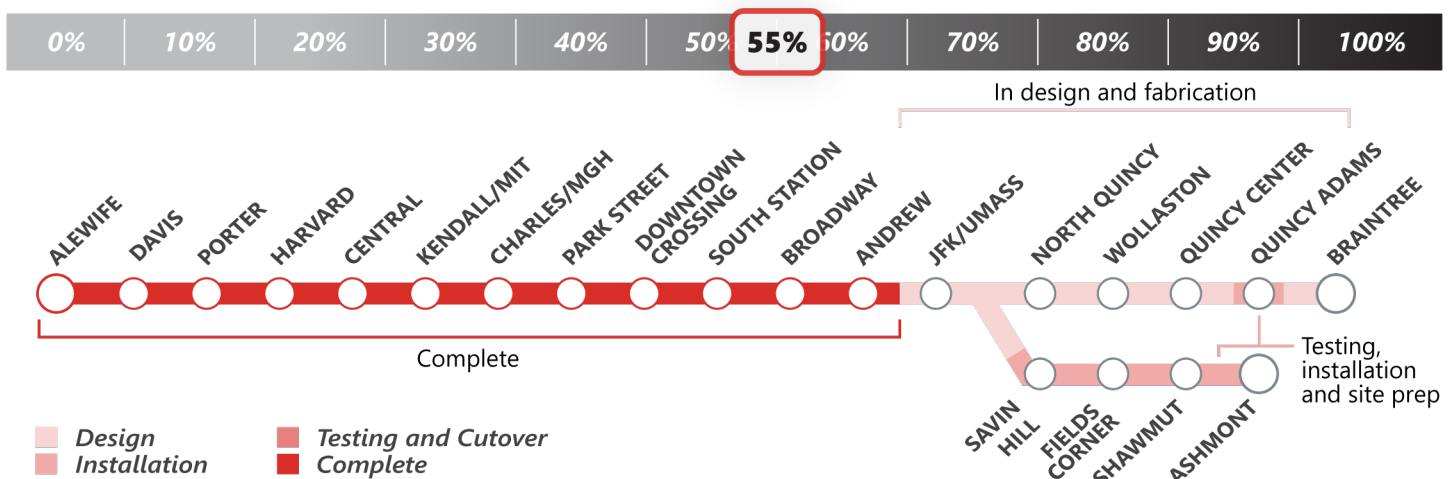 0% 10% 20% 30% 40% 50% 55% 60% 70% 80% 90% 100%
In design and fabrication
ALEWIFE
DAVIS
PORTER
HARVARD
CENTRAL
KENDALL/MIT
CHARLES/MGH
PARK STREET
DOWNTOWN
CROSSING
SOUTH STATION
BROADWAY
ANDREW
JFK/UMASS
NORTH QUINCY
WOLLASTON
QUINCY CENTER
QUINCY ADAMS
BRAINTREE
Complete
Testing,
installation
and site prep
SAVIN
HILL
FIELDS
CORNER
SHAWMUT
ASHMONT
Design
Installation
Testing and Cutover
Complete